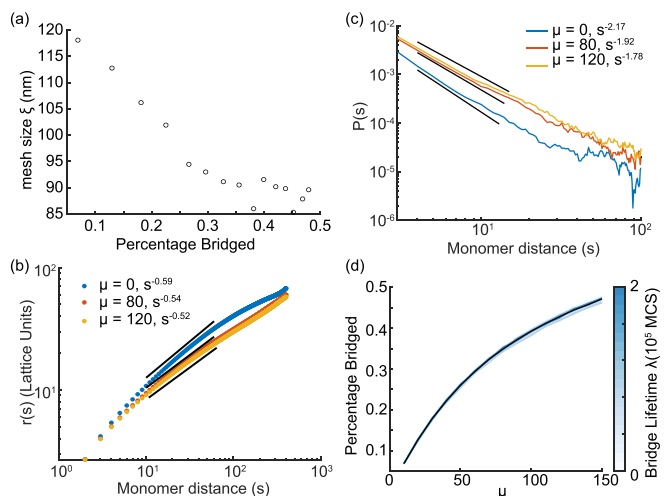 (a)
120
115
110
105
100
95
90
85
mesh size ξ (nm)
0.1
0.2
0.3
0.4
0.5
Percentage Bridged
(c)
10⁻²
10⁻³
10⁻⁴
10⁻⁵
10⁻⁶
P(s)
μ = 0, s⁻²·¹⁷
μ = 80, s⁻¹·⁹²
μ = 120, s⁻¹·⁷⁸
10¹
10²
Monomer distance (s)
(b)
10²
10¹
r(s) (Lattice Units)
μ = 0, s⁻⁰·⁵⁹
μ = 80, s⁻⁰·⁵⁴
μ = 120, s⁻⁰·⁵²
10⁰
10¹
10²
10³
Monomer distance (s)
(d)
0.5
0.4
0.3
0.2
0.1
Percentage Bridged
0
50
100
150
μ
2
1
0
Bridge Lifetime λ(10⁵ MCS)